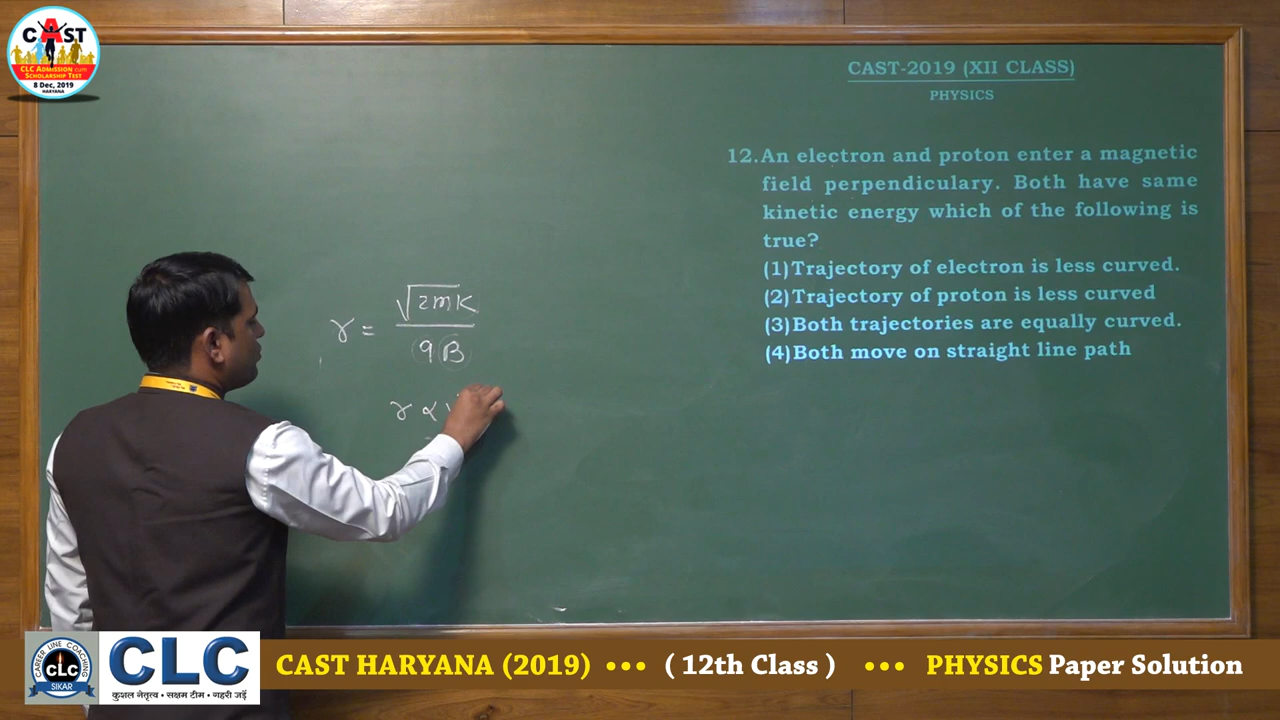 CAST
CLC ADMISSION cum
SCHOLARSHIP TEST
8 Dec, 2019
HARYANA
CAST-2019 (XII CLASS)
PHYSICS
12. An electron and proton enter a magnetic
field perpendiculary. Both have same
kinetic energy which of the following is
true?
(1) Trajectory of electron is less curved.
(2) Trajectory of proton is less curved
(3) Both trajectories are equally curved.
(4) Both move on straight line path
r = √2mK / qB
r ∝
CAREER LINE COACHING
CLC
SIKAR
CLC
कुशल नेतृत्व • सक्षम टीम • गहरी जड़ें
CAST HARYANA (2019) ••• ( 12th Class ) ••• PHYSICS Paper Solution